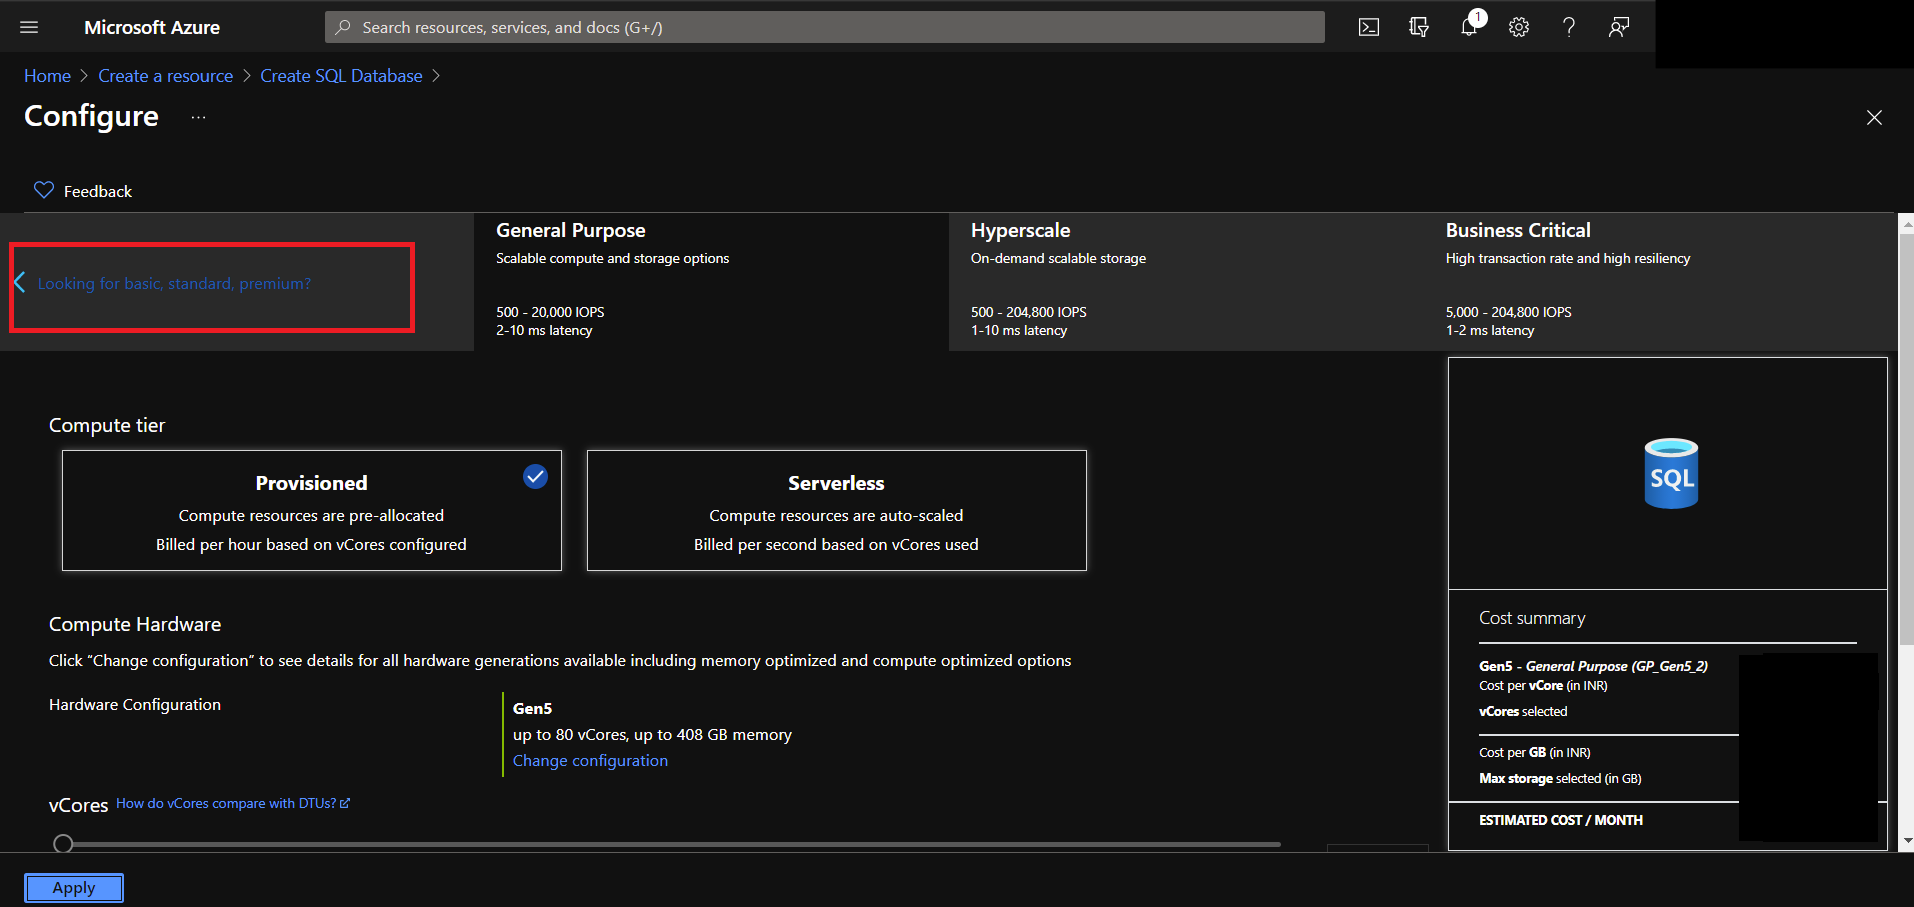 Microsoft Azure
Search resources, services, and docs (G+/)
1
Home > Create a resource > Create SQL Database >
Configure ...
Feedback
Looking for basic, standard, premium?
General Purpose
Scalable compute and storage options
500 - 20,000 IOPS
2-10 ms latency
Hyperscale
On-demand scalable storage
500 - 204,800 IOPS
1-10 ms latency
Business Critical
High transaction rate and high resiliency
5,000 - 204,800 IOPS
1-2 ms latency
Compute tier
Provisioned
Compute resources are pre-allocated
Billed per hour based on vCores configured
Serverless
Compute resources are auto-scaled
Billed per second based on vCores used
Compute Hardware
Click “Change configuration” to see details for all hardware generations available including memory optimized and compute optimized options
Hardware Configuration
Gen5
up to 80 vCores, up to 408 GB memory
Change configuration
vCores How do vCores compare with DTUs?
SQL
Cost summary
Gen5 - General Purpose (GP_Gen5_2)
Cost per vCore (in INR)
vCores selected
Cost per GB (in INR)
Max storage selected (in GB)
ESTIMATED COST / MONTH
Apply